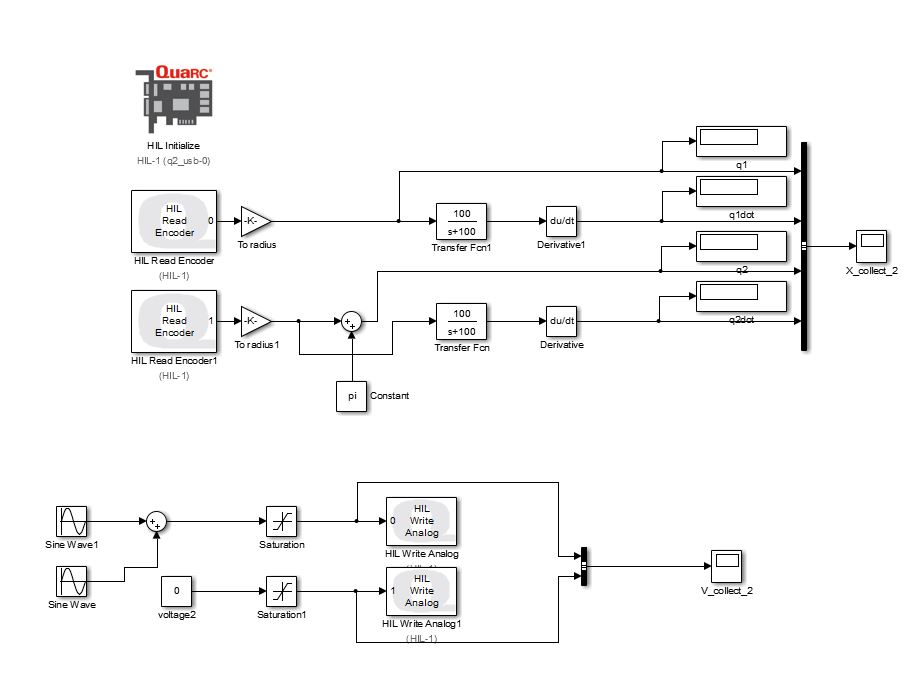 QUARC
HIL Initialize
HIL-1 (q2_usb-0)
HIL
Read
Encoder
0
HIL Read Encoder
(HIL-1)
-K-
To radius
100
s+100
Transfer Fcn1
du/dt
Derivative1
q1
q1dot
q2
q2dot
X_collect_2
HIL
Read
Encoder
1
HIL Read Encoder1
(HIL-1)
-K-
To radius1
100
s+100
Transfer Fcn
du/dt
Derivative
pi
Constant
Sine Wave1
Sine Wave
0
voltage2
Saturation
Saturation1
0
HIL
Write
Analog
HIL Write Analog
(HIL-1)
1
HIL
Write
Analog
HIL Write Analog1
(HIL-1)
V_collect_2